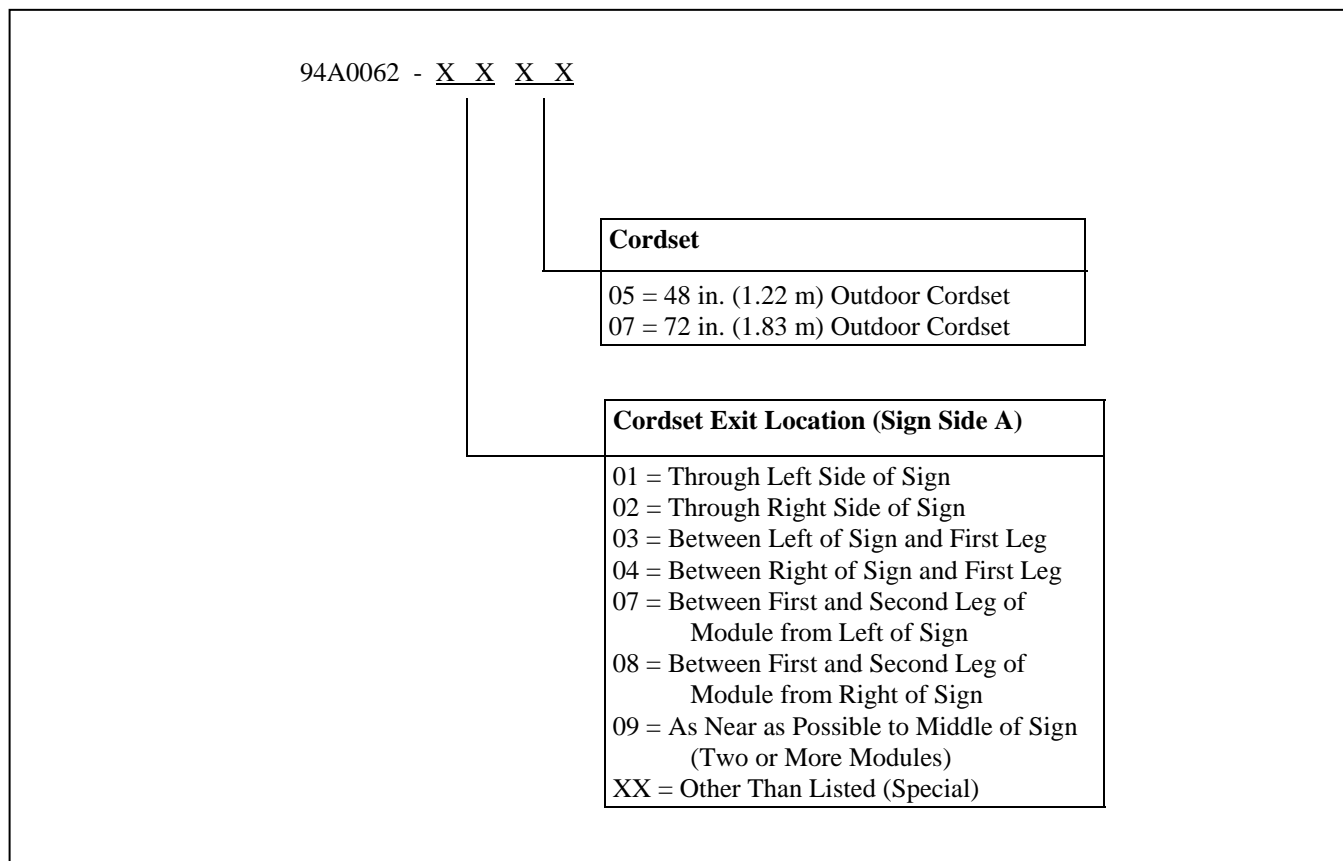 94A0062 - X X X X
Cordset
05 = 48 in. (1.22 m) Outdoor Cordset
07 = 72 in. (1.83 m) Outdoor Cordset
Cordset Exit Location (Sign Side A)
01 = Through Left Side of Sign
02 = Through Right Side of Sign
03 = Between Left of Sign and First Leg
04 = Between Right of Sign and First Leg
07 = Between First and Second Leg of
Module from Left of Sign
08 = Between First and Second Leg of
Module from Right of Sign
09 = As Near as Possible to Middle of Sign
(Two or More Modules)
XX = Other Than Listed (Special)